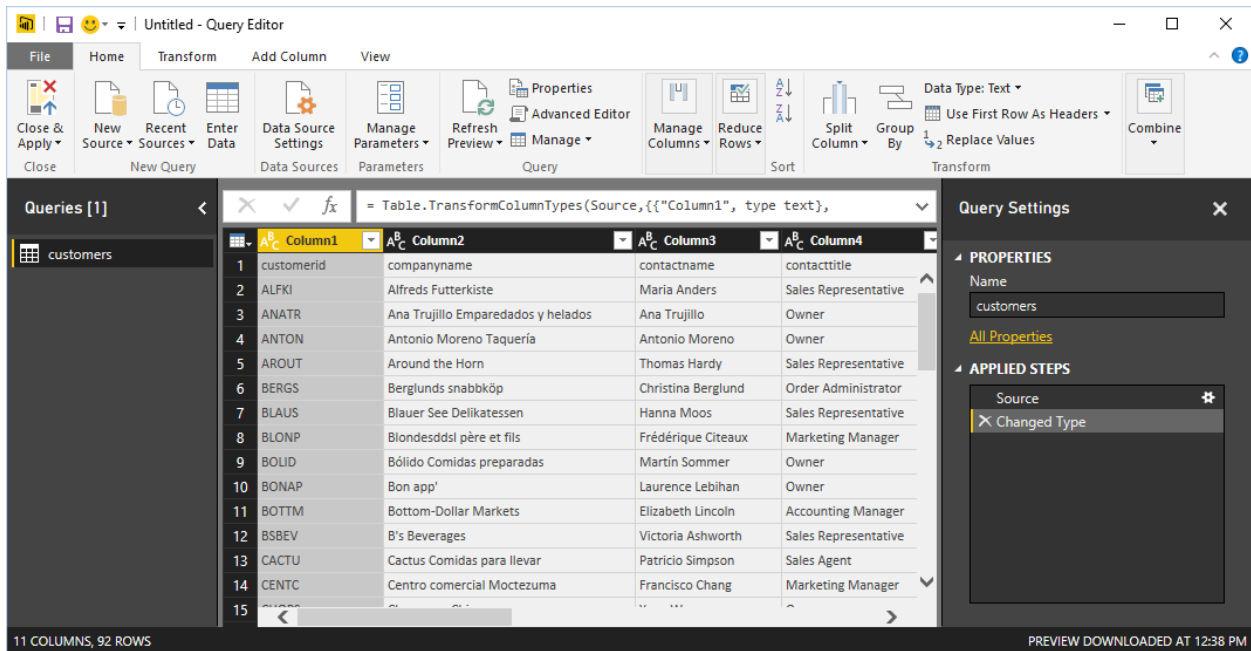 Untitled - Query Editor
File Home Transform Add Column View
Close & Apply
New Source
Recent Sources
Enter Data
Data Source Settings
Manage Parameters
Refresh Preview
Properties
Advanced Editor
Manage
Manage Columns
Reduce Rows
Split Column
Group By
Data Type: Text
Use First Row As Headers
Replace Values
Combine
Close New Query Data Sources Parameters Query Sort Transform
Queries [1]
customers
fx = Table.TransformColumnTypes(Source,{{"Column1", type text},
Column1 Column2 Column3 Column4
1 customerid companyname contactname contacttitle
2 ALFKI Alfreds Futterkiste Maria Anders Sales Representative
3 ANATR Ana Trujillo Emparedados y helados Ana Trujillo Owner
4 ANTON Antonio Moreno Taquería Antonio Moreno Owner
5 AROUT Around the Horn Thomas Hardy Sales Representative
6 BERGS Berglunds snabbköp Christina Berglund Order Administrator
7 BLAUS Blauer See Delikatessen Hanna Moos Sales Representative
8 BLONP Blondesddsl père et fils Frédérique Citeaux Marketing Manager
9 BOLID Bólido Comidas preparadas Martín Sommer Owner
10 BONAP Bon app' Laurence Lebihan Owner
11 BOTTM Bottom-Dollar Markets Elizabeth Lincoln Accounting Manager
12 BSBEV B's Beverages Victoria Ashworth Sales Representative
13 CACTU Cactus Comidas para llevar Patricio Simpson Sales Agent
14 CENTC Centro comercial Moctezuma Francisco Chang Marketing Manager
15
Query Settings
PROPERTIES
Name
customers
All Properties
APPLIED STEPS
Source
Changed Type
11 COLUMNS, 92 ROWS
PREVIEW DOWNLOADED AT 12:38 PM